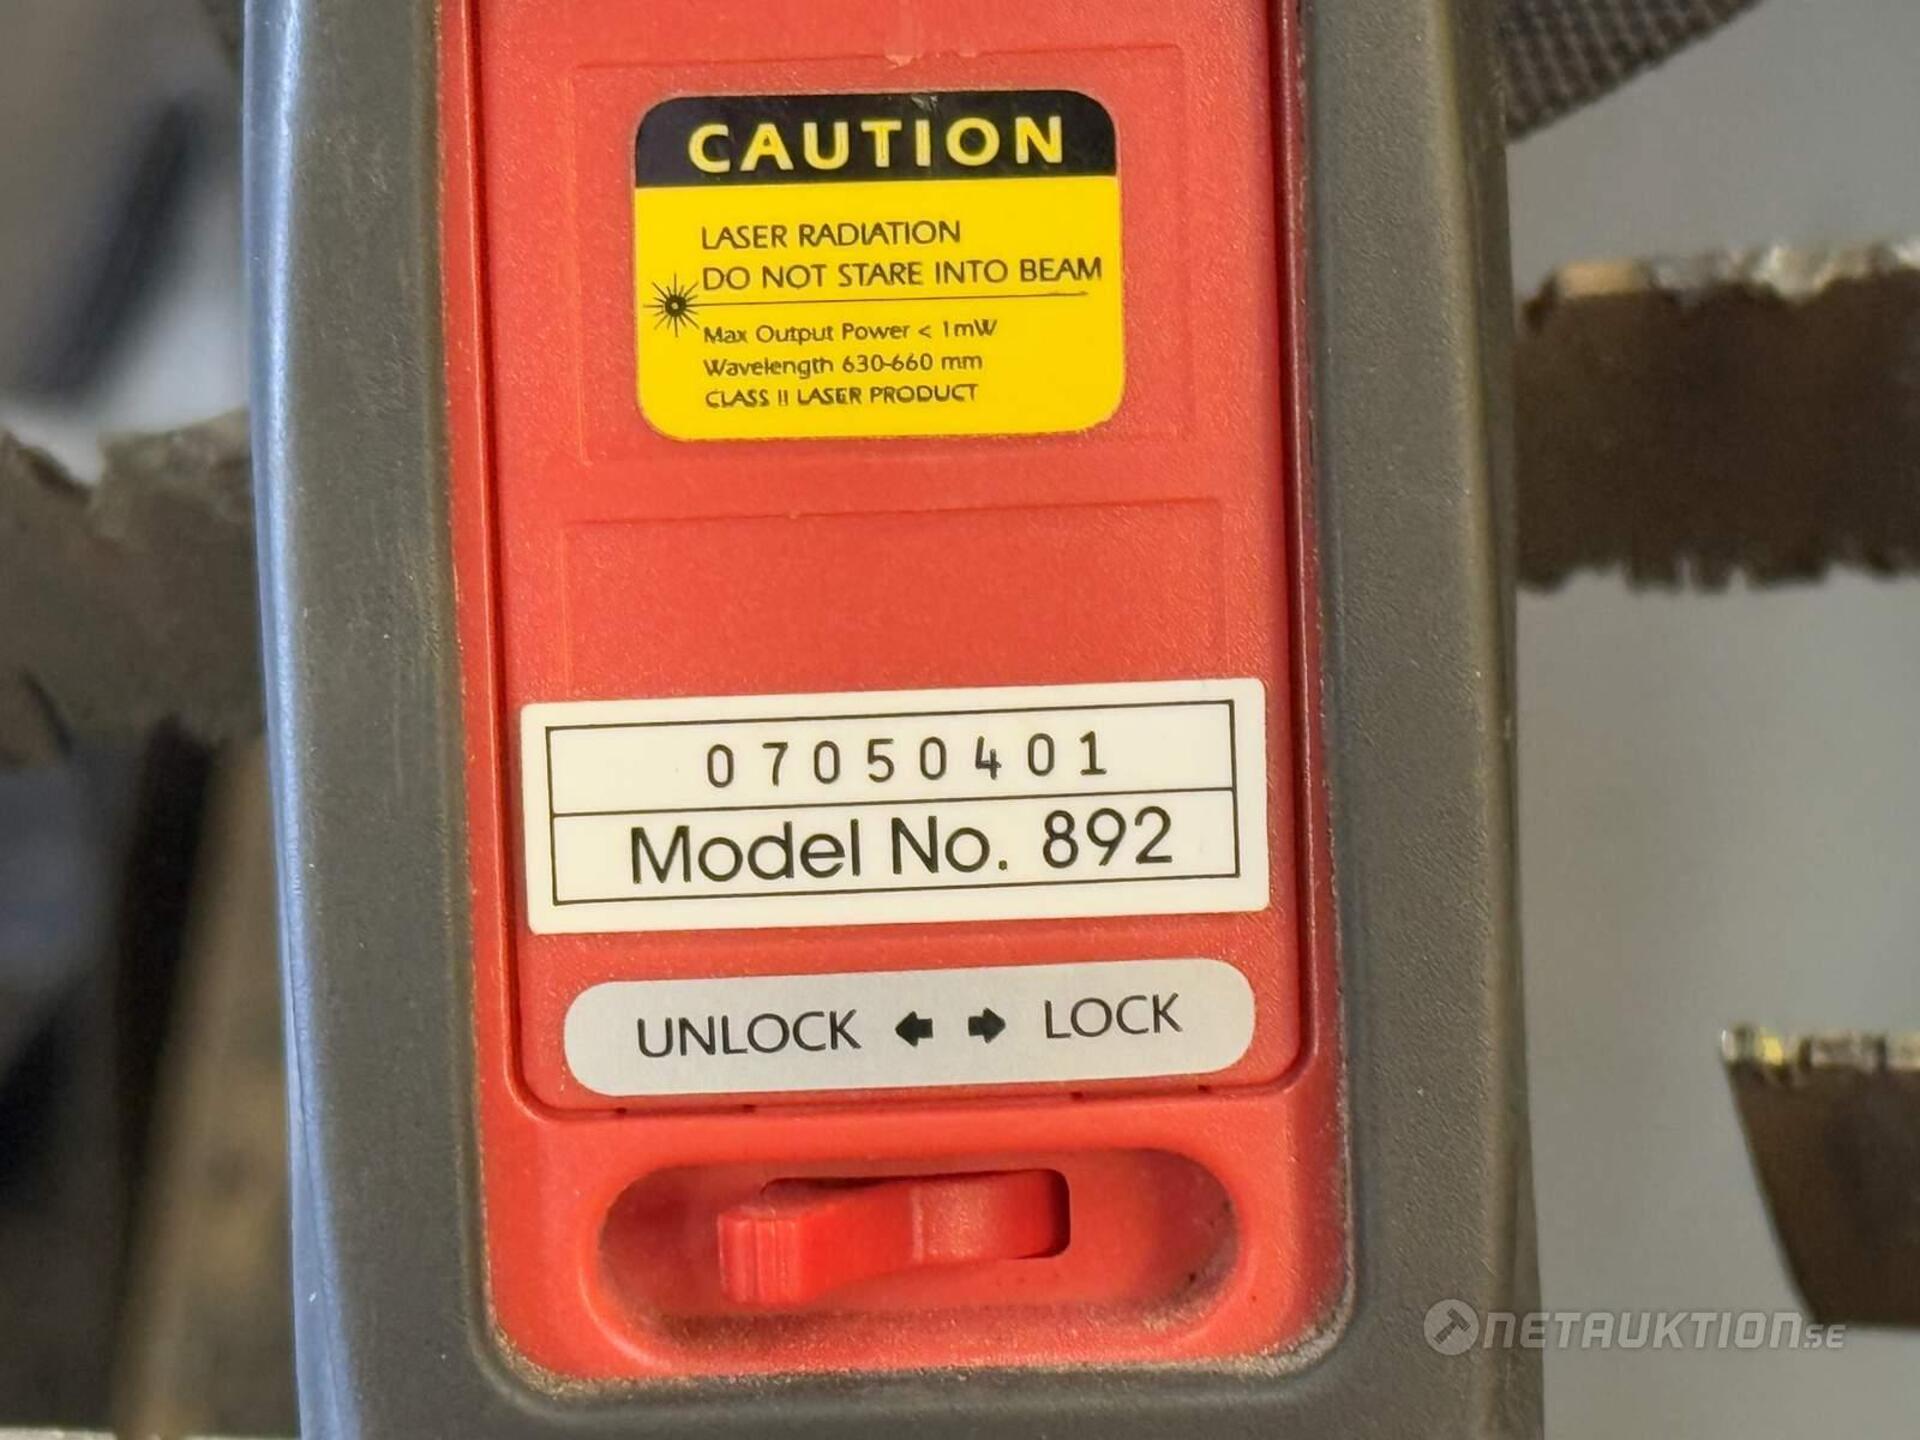 CAUTION
LASER RADIATION
DO NOT STARE INTO BEAM
Max Output Power < 1mW
Wavelength 630-660 mm
CLASS II LASER PRODUCT
07050401
Model No. 892
UNLOCK ← → LOCK
NETAUKTION.SE